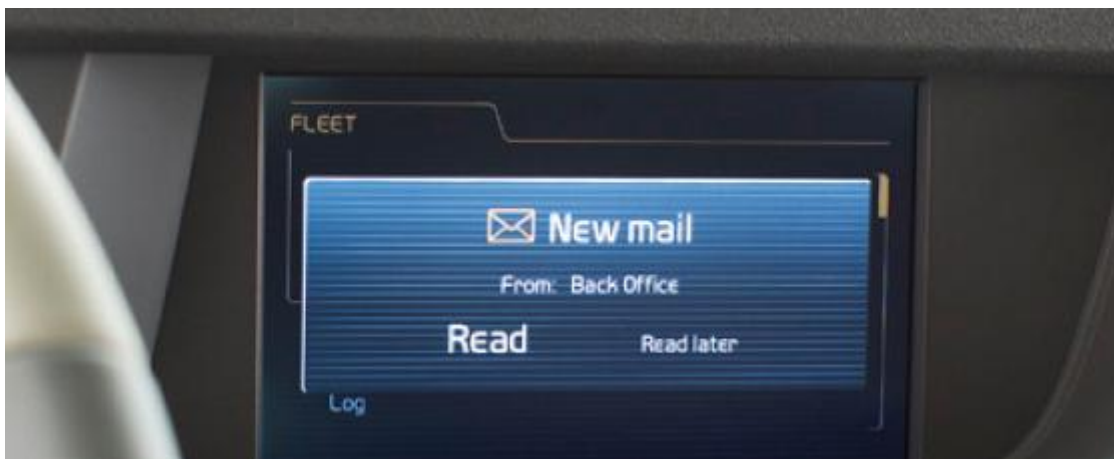 FLEET
New mail
From: Back Office
Read Read later
Log